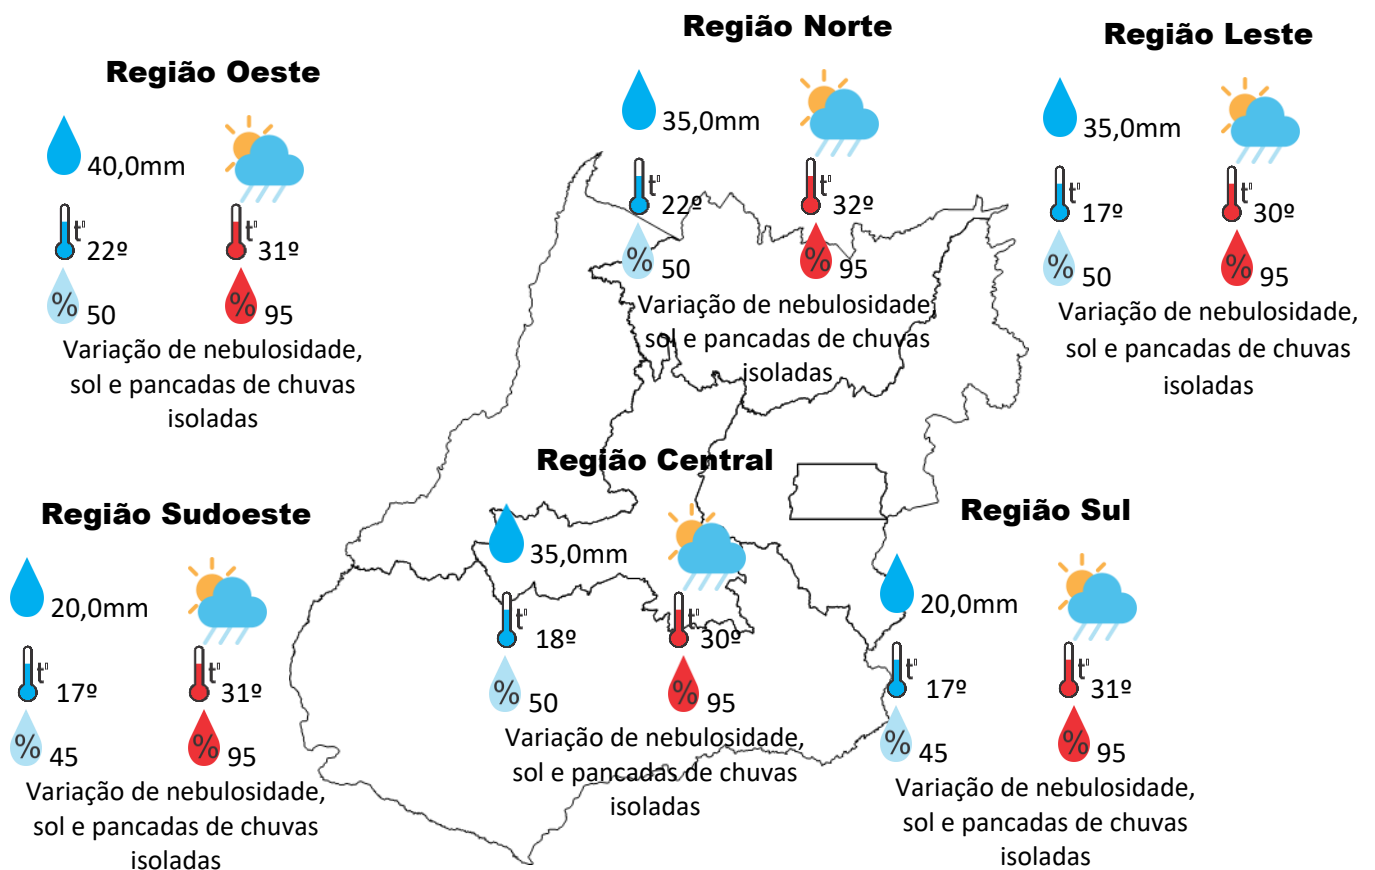 Região Norte
35,0mm
t° 22º
t° 32º
% 50
% 95
Variação de nebulosidade,
sol e pancadas de chuvas
isoladas
Região Leste
35,0mm
t° 17º
t° 30º
% 50
% 95
Variação de nebulosidade,
sol e pancadas de chuvas
isoladas
Região Oeste
40,0mm
t° 22º
t° 31º
% 50
% 95
Variação de nebulosidade,
sol e pancadas de chuvas
isoladas
Região Central
35,0mm
t° 18º
t° 30º
% 50
% 95
Variação de nebulosidade,
sol e pancadas de chuvas
isoladas
Região Sudoeste
20,0mm
t° 17º
t° 31º
% 45
% 95
Variação de nebulosidade,
sol e pancadas de chuvas
isoladas
Região Sul
20,0mm
t° 17º
t° 31º
% 45
% 95
Variação de nebulosidade,
sol e pancadas de chuvas
isoladas